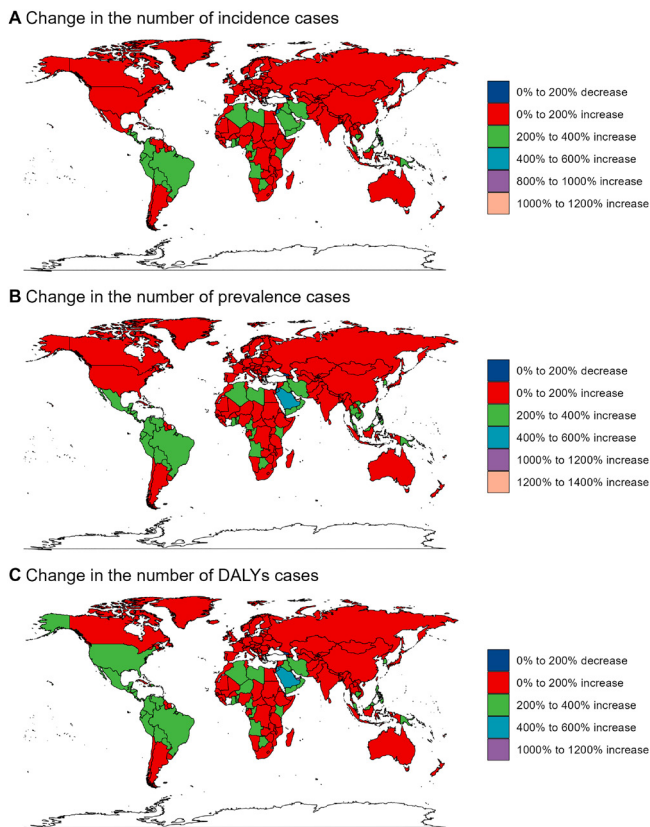 A Change in the number of incidence cases
0% to 200% decrease
0% to 200% increase
200% to 400% increase
400% to 600% increase
800% to 1000% increase
1000% to 1200% increase
B Change in the number of prevalence cases
0% to 200% decrease
0% to 200% increase
200% to 400% increase
400% to 600% increase
1000% to 1200% increase
1200% to 1400% increase
C Change in the number of DALYs cases
0% to 200% decrease
0% to 200% increase
200% to 400% increase
400% to 600% increase
1000% to 1200% increase